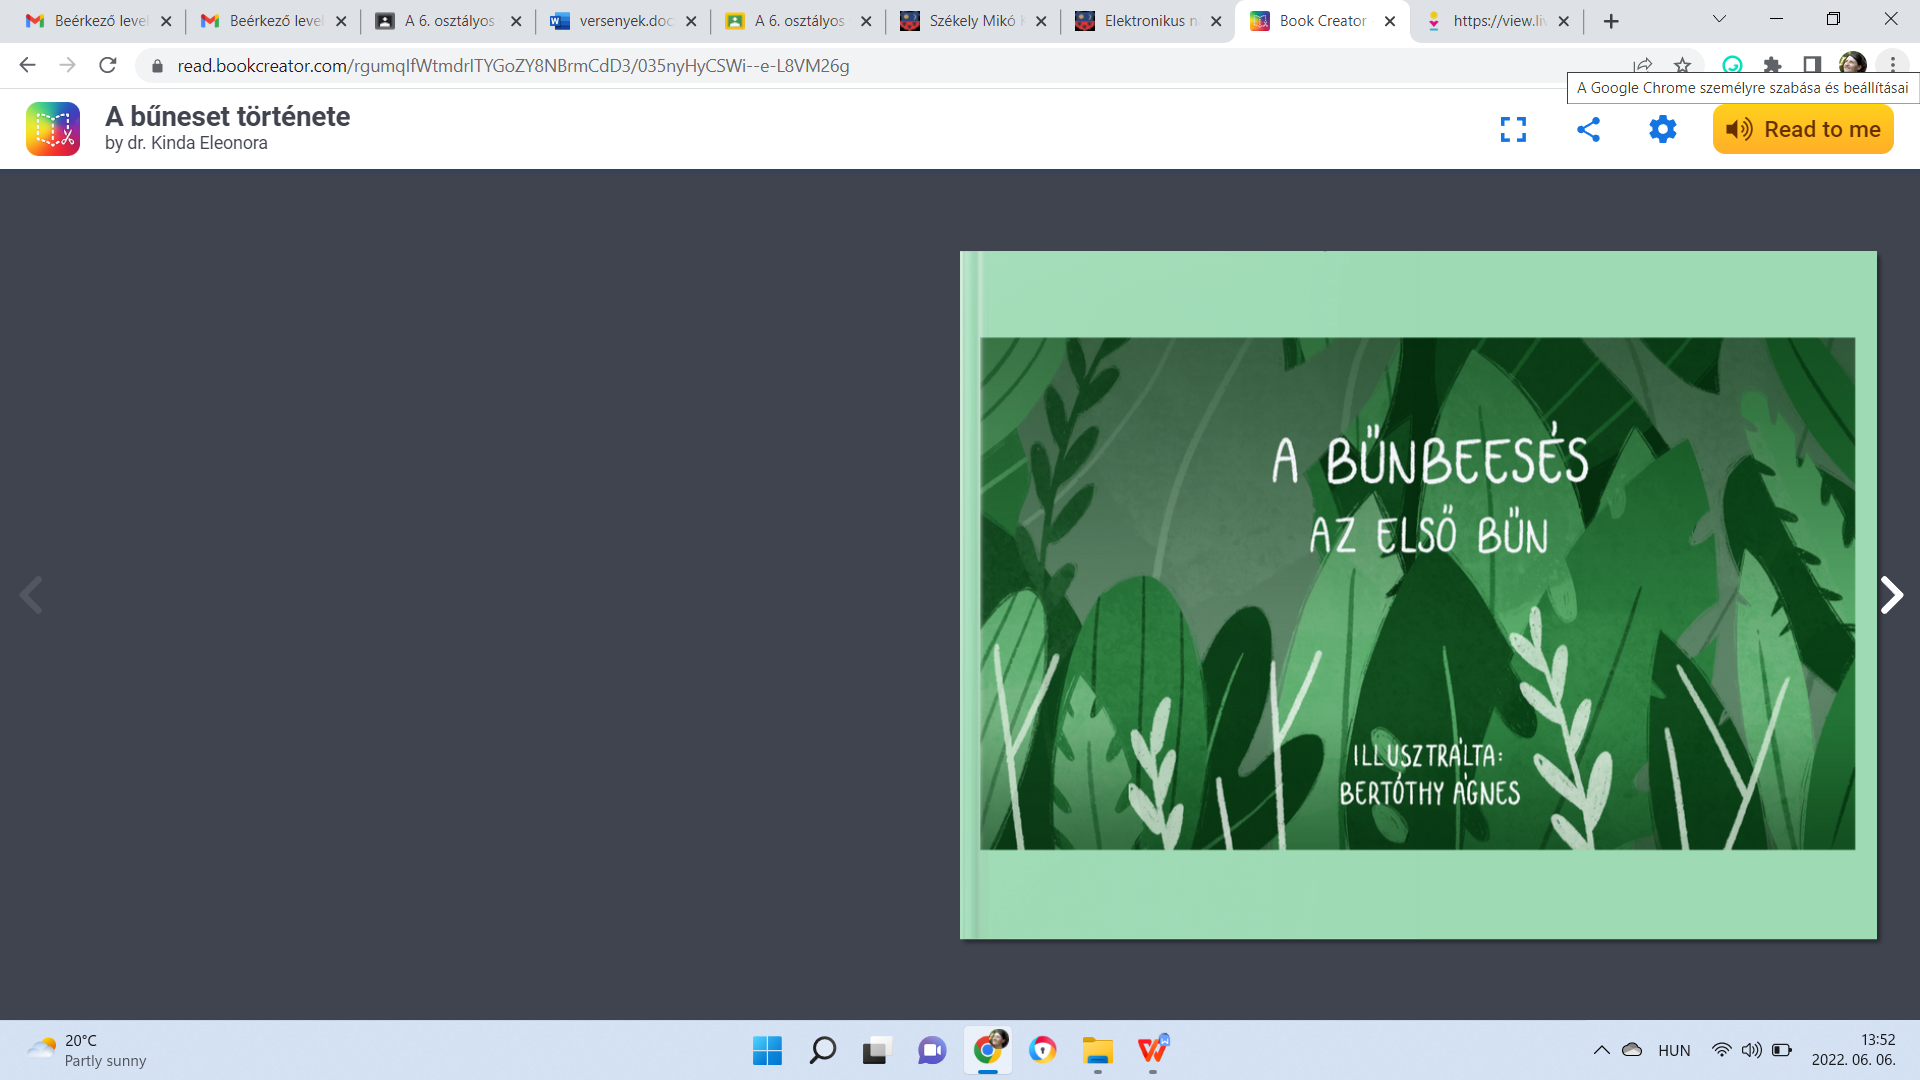 Beérkező level
Beérkező level
A 6. osztályos
versenyek.doc
A 6. osztályos
Székely Mikó
Elektronikus n
Book Creator
https://view.liv
read.bookcreator.com/rgumqIfWtmdrITYGoZY8NBrmCdD3/035nyHyCSWi--e-L8VM26g
A Google Chrome személyre szabása és beállításai
A bűneset története
by dr. Kinda Eleonora
Read to me
A BŰNBEESÉS
AZ ELSŐ BŰN
ILLUSZTRÁLTA:
BERTÓTHY ÁGNES
20°C
Partly sunny
HUN
13:52
2022. 06. 06.